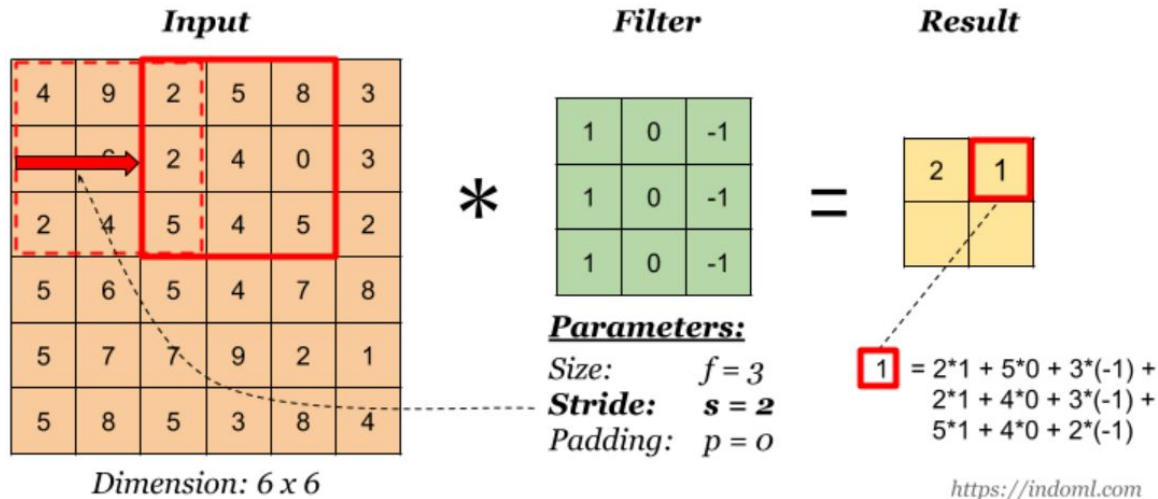 Input Filter Result
4 9 2 5 8 3
2 4 0 3
2 4 5 4 5 2
5 6 5 4 7 8
5 7 7 9 2 1
5 8 5 3 8 4
Dimension: 6 x 6
*
1 0 -1
1 0 -1
1 0 -1
Parameters:
Size: f = 3
Stride: s = 2
Padding: p = 0
=
2 1
1 = 2*1 + 5*0 + 3*(-1) +
2*1 + 4*0 + 3*(-1) +
5*1 + 4*0 + 2*(-1)
https://indoml.com